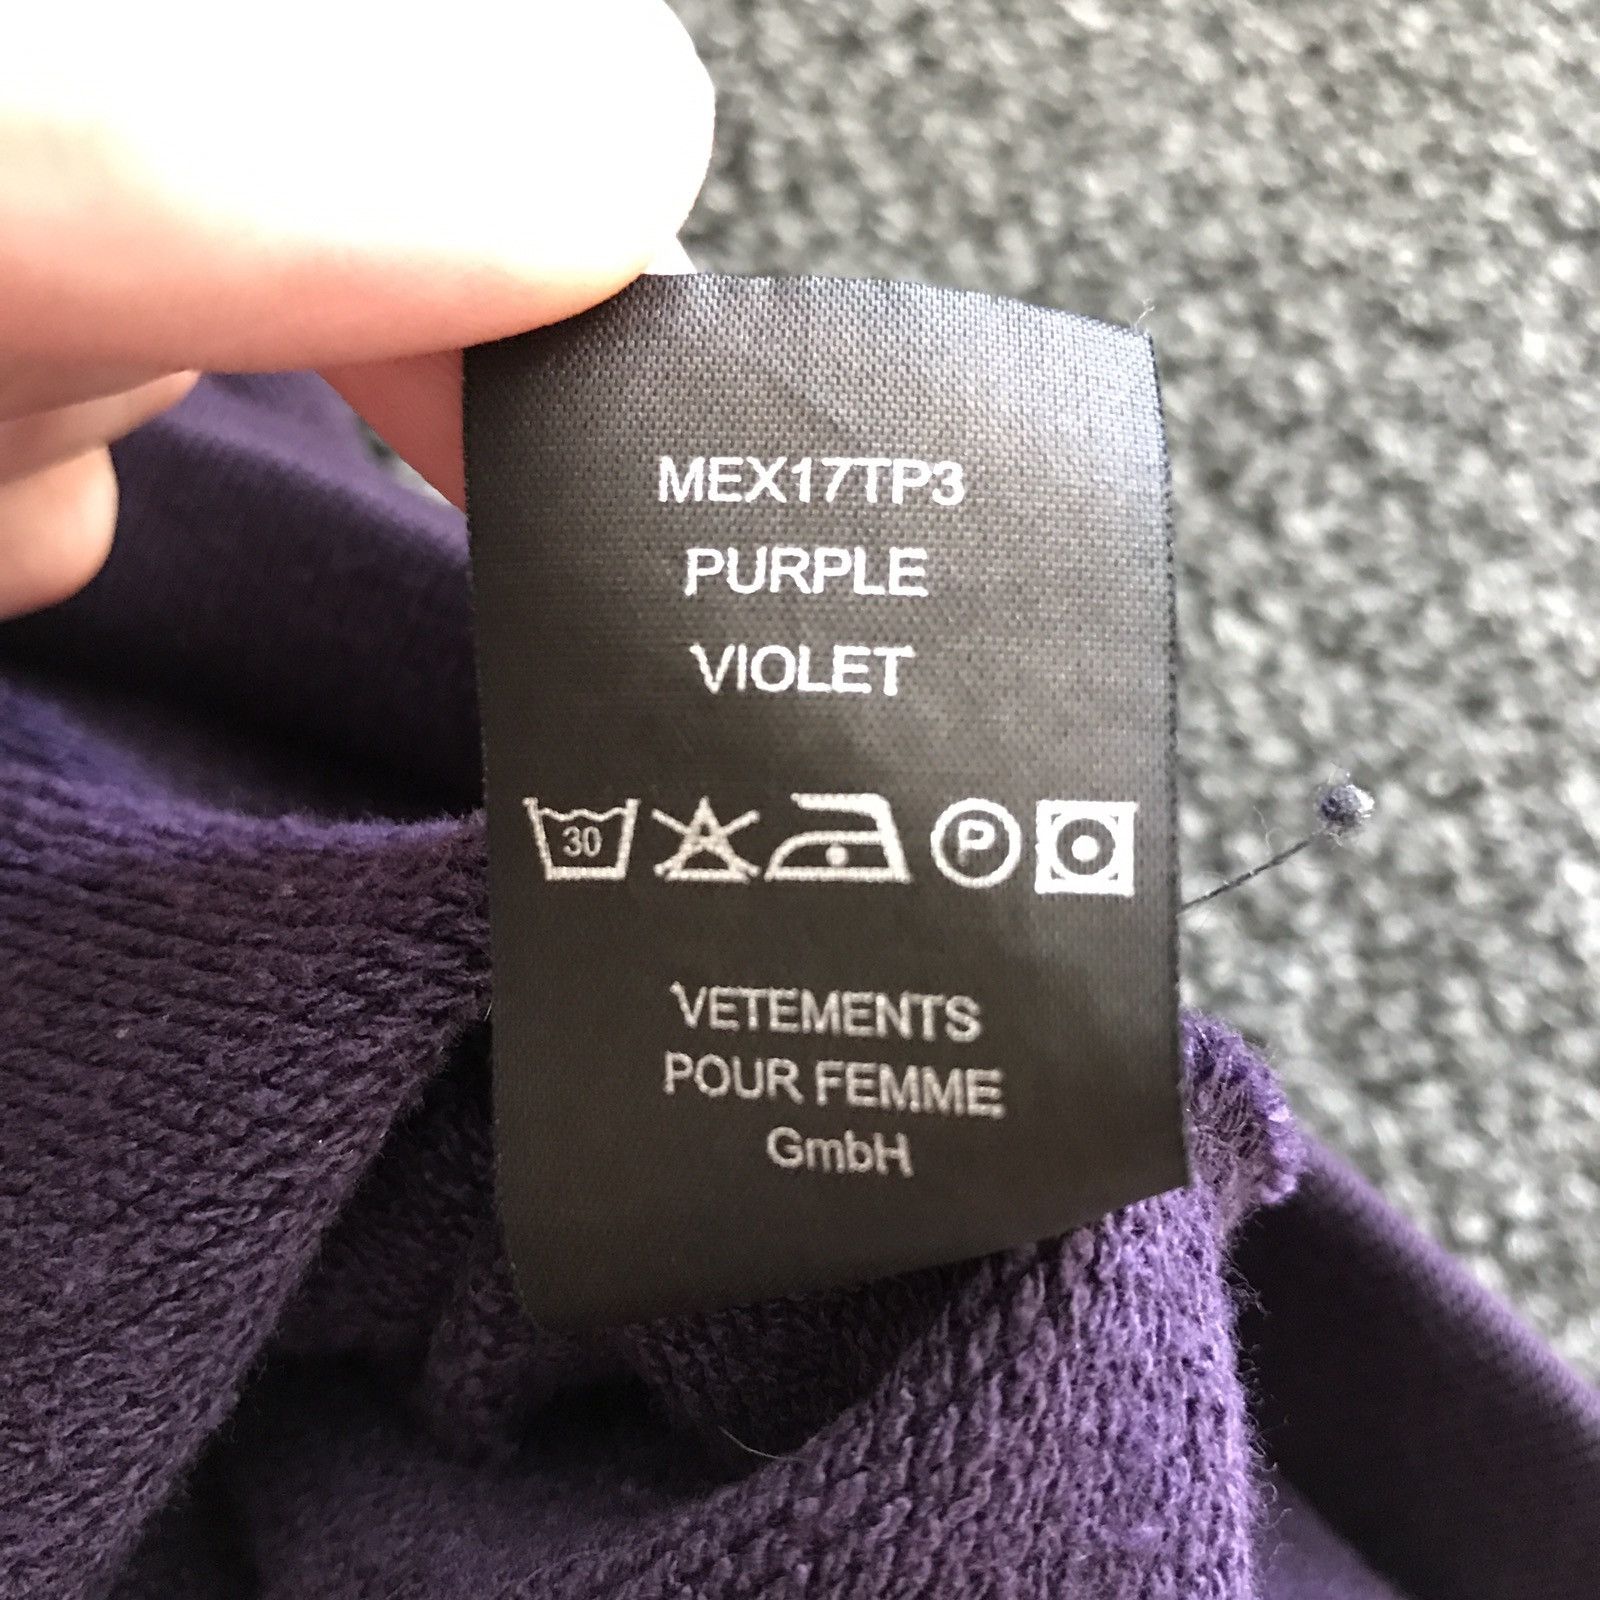 MEX17TP3
PURPLE
VIOLET
30 P
VETEMENTS
POUR FEMME
GmbH